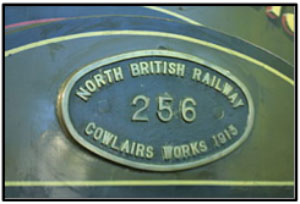 NORTH BRITISH RAILWAY
256
COWLAIRS WORKS 1913